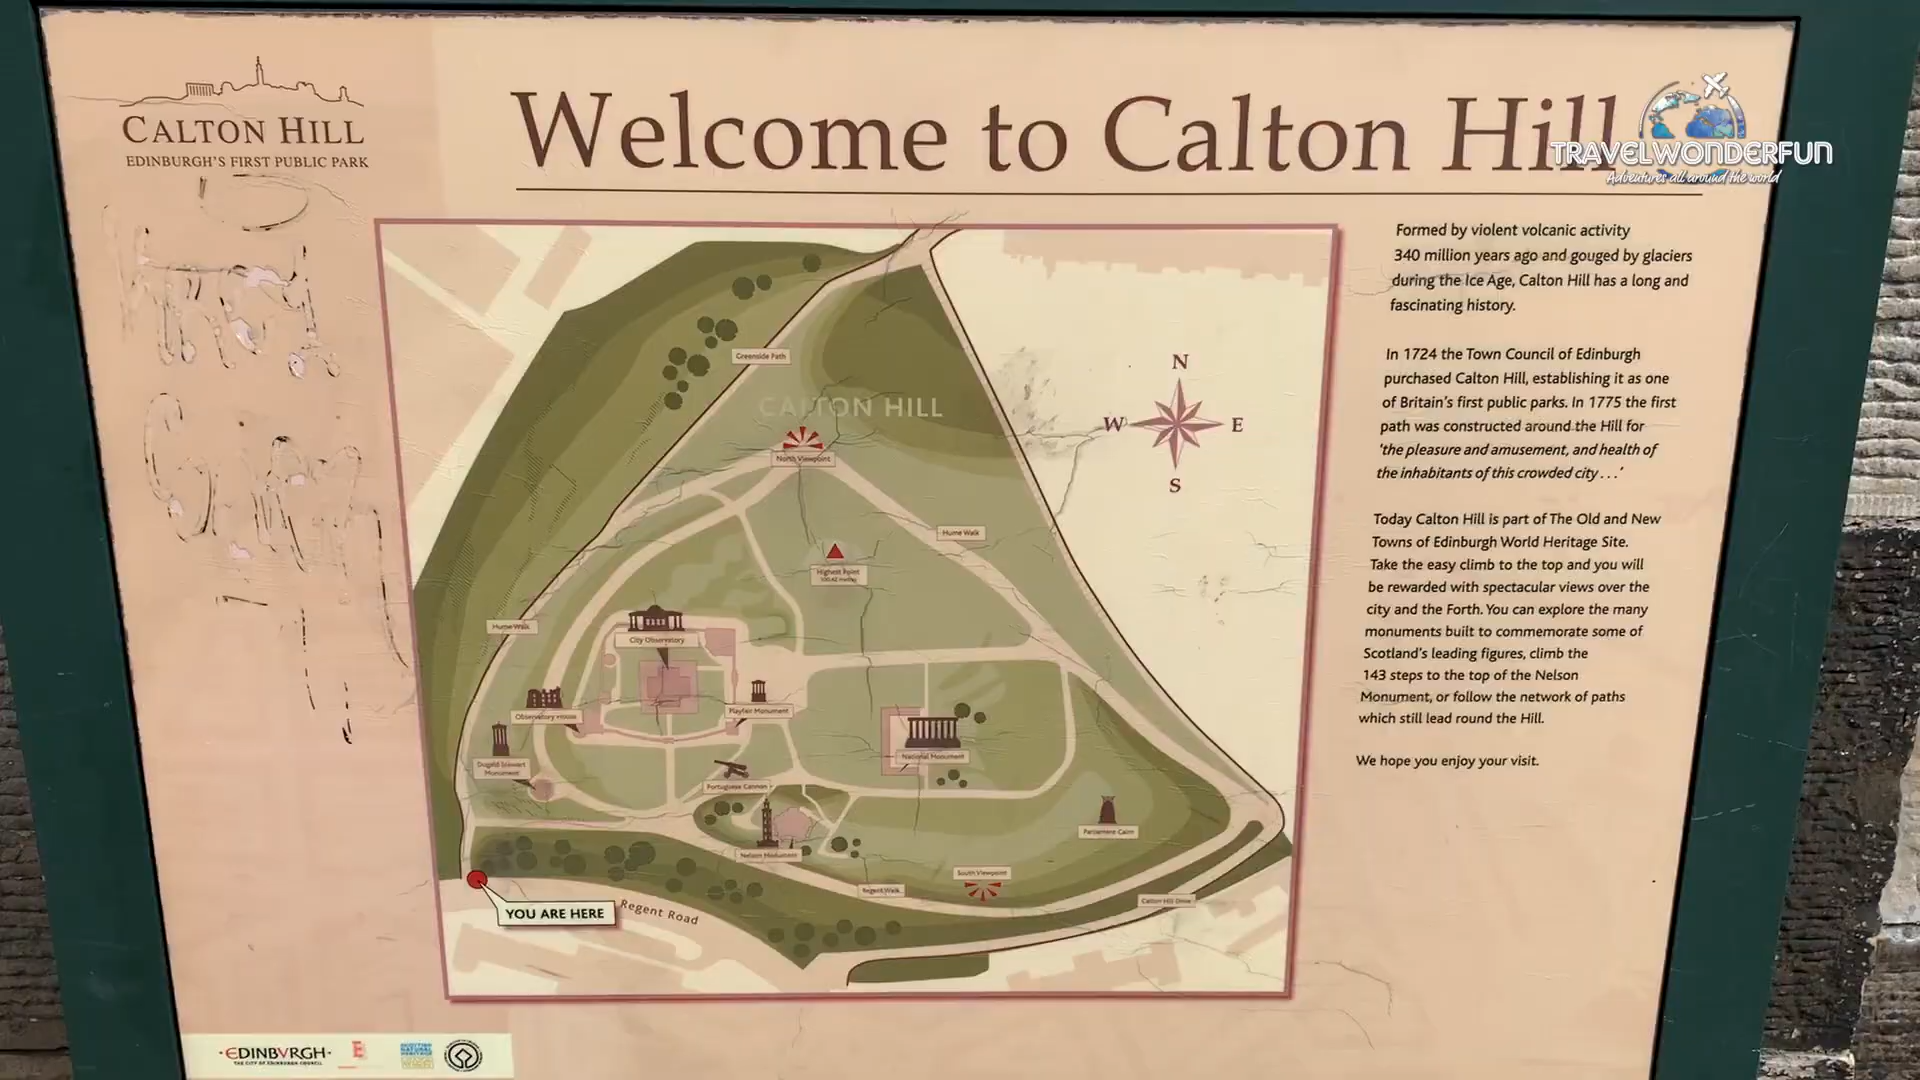 CALTON HILL
EDINBURGH'S FIRST PUBLIC PARK
Welcome to Calton Hill
TRAVELWONDERFUN
Adventures all around the world
Formed by violent volcanic activity
340 million years ago and gouged by glaciers
during the Ice Age, Calton Hill has a long and
fascinating history.
In 1724 the Town Council of Edinburgh
purchased Calton Hill, establishing it as one
of Britain's first public parks. In 1775 the first
path was constructed around the Hill for
'the pleasure and amusement, and health of
the inhabitants of this crowded city . . .'
Today Calton Hill is part of The Old and New
Towns of Edinburgh World Heritage Site.
Take the easy climb to the top and you will
be rewarded with spectacular views over the
city and the Forth. You can explore the many
monuments built to commemorate some of
Scotland's leading figures, climb the
143 steps to the top of the Nelson
Monument, or follow the network of paths
which still lead round the Hill.
We hope you enjoy your visit.
Greenside Path
CALTON HILL
North Viewpoint
N
W
E
S
Hume Walk
Highest Point
Hume Walk
City Observatory
Observatory House
Playfair Monument
Dugald Stewart
Monument
National Monument
Portuguese Cannon
Parliament Cairn
Nelson Monument
South Viewpoint
Regent Walk
Calton Hill Drive
YOU ARE HERE
Regent Road
·EDINBVRGH·
THE CITY OF EDINBURGH COUNCIL
SCOTTISH
NATURAL
HERITAGE